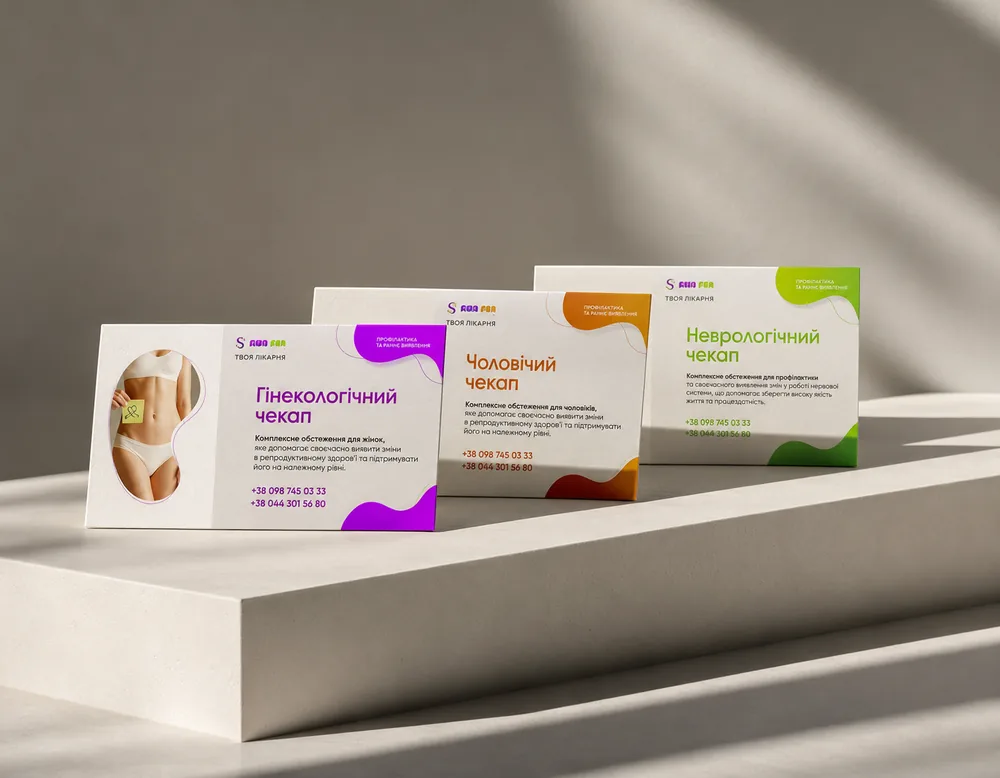 ТВОЯ ЛІКАРНЯ
ПРОФІЛАКТИКА
ТА РАННЄ ВИЯВЛЕННЯ
Гінекологічний
чекап
Комплексне обстеження для жінок,
яке допомагає своєчасно виявити зміни
в репродуктивному здоров'ї та підтримувати
його на належному рівні.
+38 098 745 03 33
+38 044 301 56 80
ТВОЯ ЛІКАРНЯ
ПРОФІЛАКТИКА
ТА РАННЄ ВИЯВЛЕННЯ
Чоловічий
чекап
Комплексне обстеження для чоловіків,
яке допомагає своєчасно виявити зміни
в репродуктивному здоров'ї та підтримувати
його на належному рівні.
+38 098 745 03 33
+38 044 301 56 80
ТВОЯ ЛІКАРНЯ
ПРОФІЛАКТИКА
ТА РАННЄ ВИЯВЛЕННЯ
Неврологічний
чекап
Комплексне обстеження для профілактики
та своєчасного виявлення змін у роботі нервової
системи, що допомагає зберегти високу якість
життя та працездатність.
+38 098 745 03 33
+38 044 301 56 80